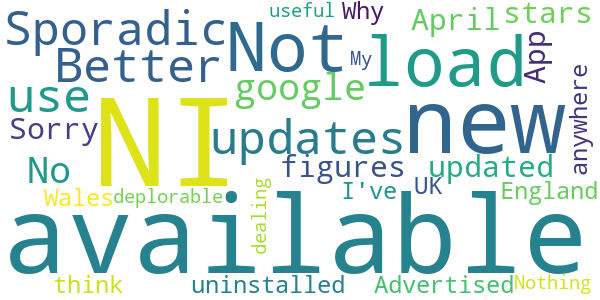 useful Why April stars
Sporadic Not My load App
Better google anywhere
use NI updates new
Sorry
No figures updated
Wales deplorable I've UK England
available dealing
think uninstalled Advertised Nothing